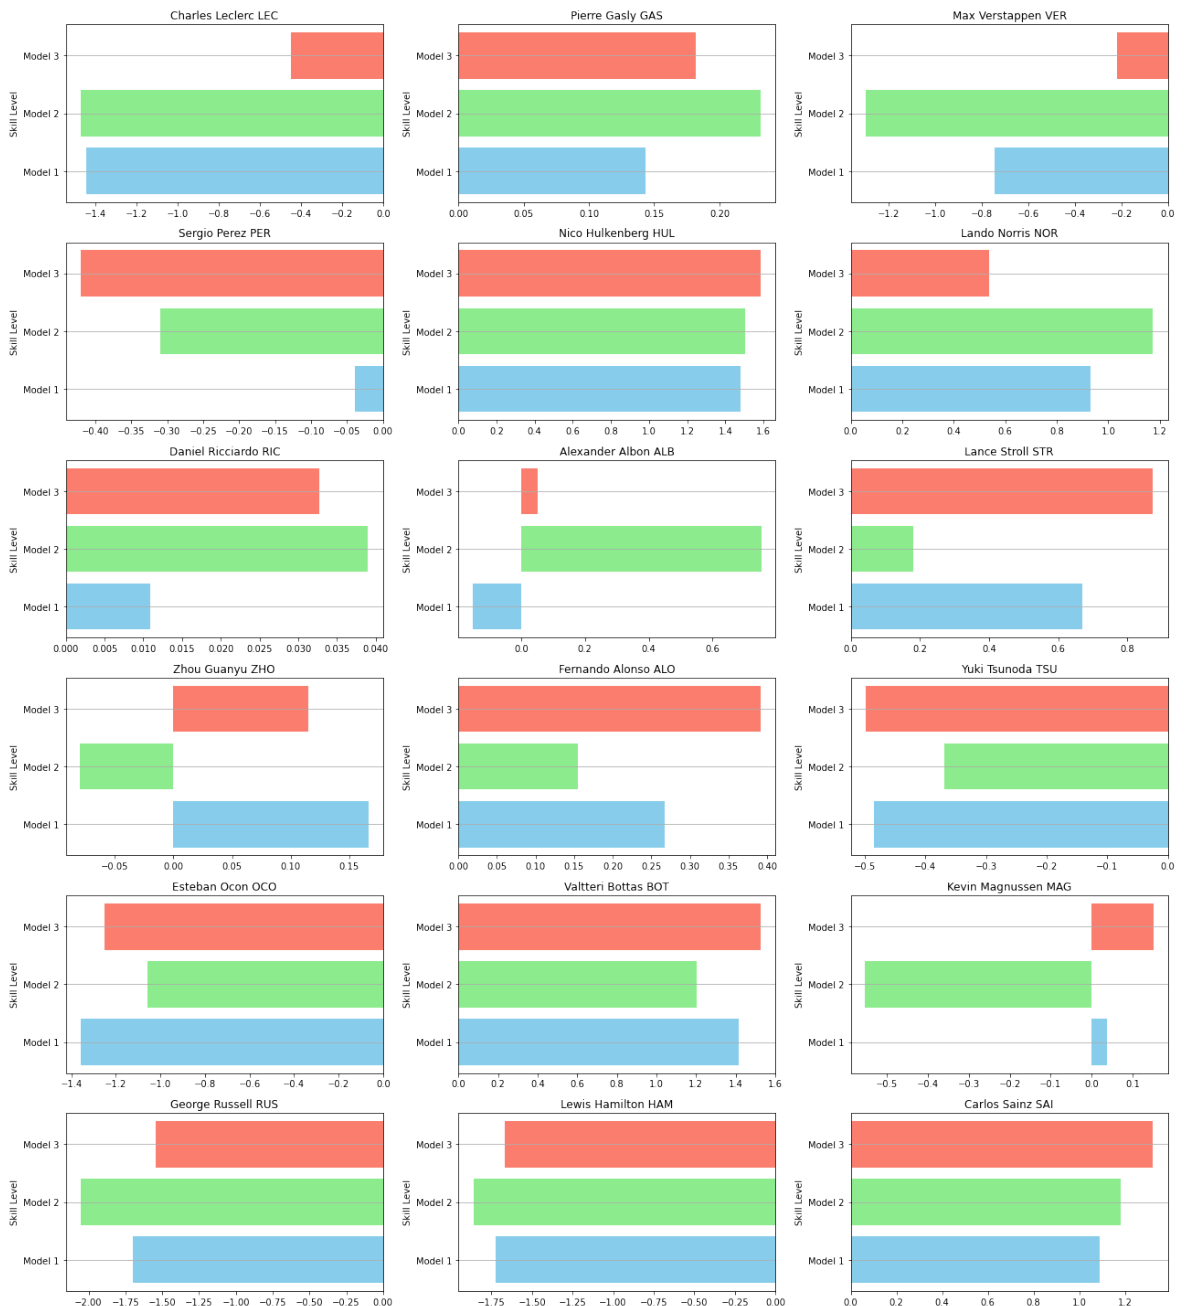 Charles Leclerc LEC
Skill Level
Model 3
Model 2
Model 1
−1.4 −1.2 −1.0 −0.8 −0.6 −0.4 −0.2 0.0
Pierre Gasly GAS
Skill Level
Model 3
Model 2
Model 1
0.00 0.05 0.10 0.15 0.20
Max Verstappen VER
Skill Level
Model 3
Model 2
Model 1
−1.2 −1.0 −0.8 −0.6 −0.4 −0.2 0.0
Sergio Perez PER
Skill Level
Model 3
Model 2
Model 1
−0.40 −0.35 −0.30 −0.25 −0.20 −0.15 −0.10 −0.05 0.00
Nico Hulkenberg HUL
Skill Level
Model 3
Model 2
Model 1
0.0 0.2 0.4 0.6 0.8 1.0 1.2 1.4 1.6
Lando Norris NOR
Skill Level
Model 3
Model 2
Model 1
0.0 0.2 0.4 0.6 0.8 1.0 1.2
Daniel Ricciardo RIC
Skill Level
Model 3
Model 2
Model 1
0.000 0.005 0.010 0.015 0.020 0.025 0.030 0.035 0.040
Alexander Albon ALB
Skill Level
Model 3
Model 2
Model 1
0.0 0.2 0.4 0.6
Lance Stroll STR
Skill Level
Model 3
Model 2
Model 1
0.0 0.2 0.4 0.6 0.8
Zhou Guanyu ZHO
Skill Level
Model 3
Model 2
Model 1
−0.05 0.00 0.05 0.10 0.15
Fernando Alonso ALO
Skill Level
Model 3
Model 2
Model 1
0.00 0.05 0.10 0.15 0.20 0.25 0.30 0.35 0.40
Yuki Tsunoda TSU
Skill Level
Model 3
Model 2
Model 1
−0.5 −0.4 −0.3 −0.2 −0.1 0.0
Esteban Ocon OCO
Skill Level
Model 3
Model 2
Model 1
−1.4 −1.2 −1.0 −0.8 −0.6 −0.4 −0.2 0.0
Valtteri Bottas BOT
Skill Level
Model 3
Model 2
Model 1
0.0 0.2 0.4 0.6 0.8 1.0 1.2 1.4 1.6
Kevin Magnussen MAG
Skill Level
Model 3
Model 2
Model 1
−0.5 −0.4 −0.3 −0.2 −0.1 0.0 0.1
George Russell RUS
Skill Level
Model 3
Model 2
Model 1
−2.00 −1.75 −1.50 −1.25 −1.00 −0.75 −0.50 −0.25 0.00
Lewis Hamilton HAM
Skill Level
Model 3
Model 2
Model 1
−1.75 −1.50 −1.25 −1.00 −0.75 −0.50 −0.25 0.00
Carlos Sainz SAI
Skill Level
Model 3
Model 2
Model 1
0.0 0.2 0.4 0.6 0.8 1.0 1.2